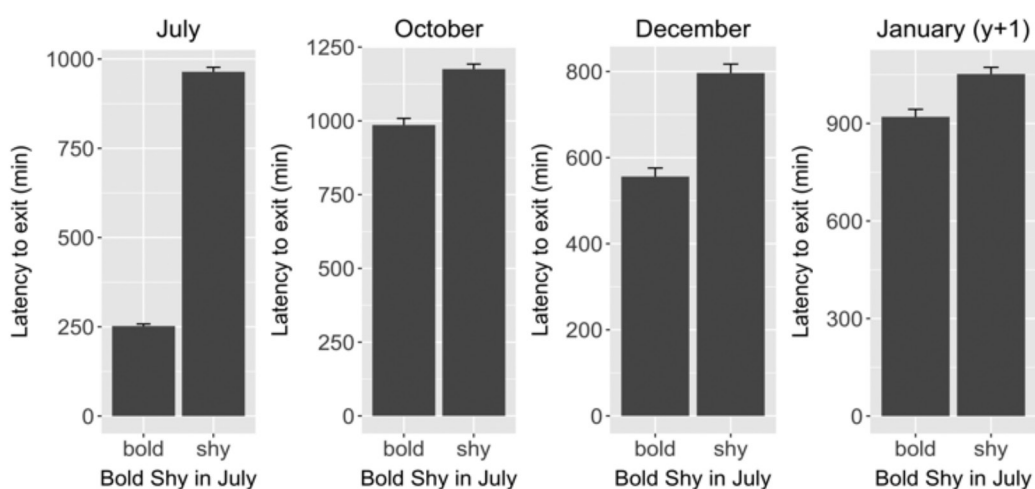 July
Latency to exit (min)
1000
750
500
250
0
bold shy
Bold Shy in July
October
Latency to exit (min)
1250
1000
750
500
250
0
bold shy
Bold Shy in July
December
Latency to exit (min)
800
600
400
200
0
bold shy
Bold Shy in July
January (y+1)
Latency to exit (min)
900
600
300
0
bold shy
Bold Shy in July